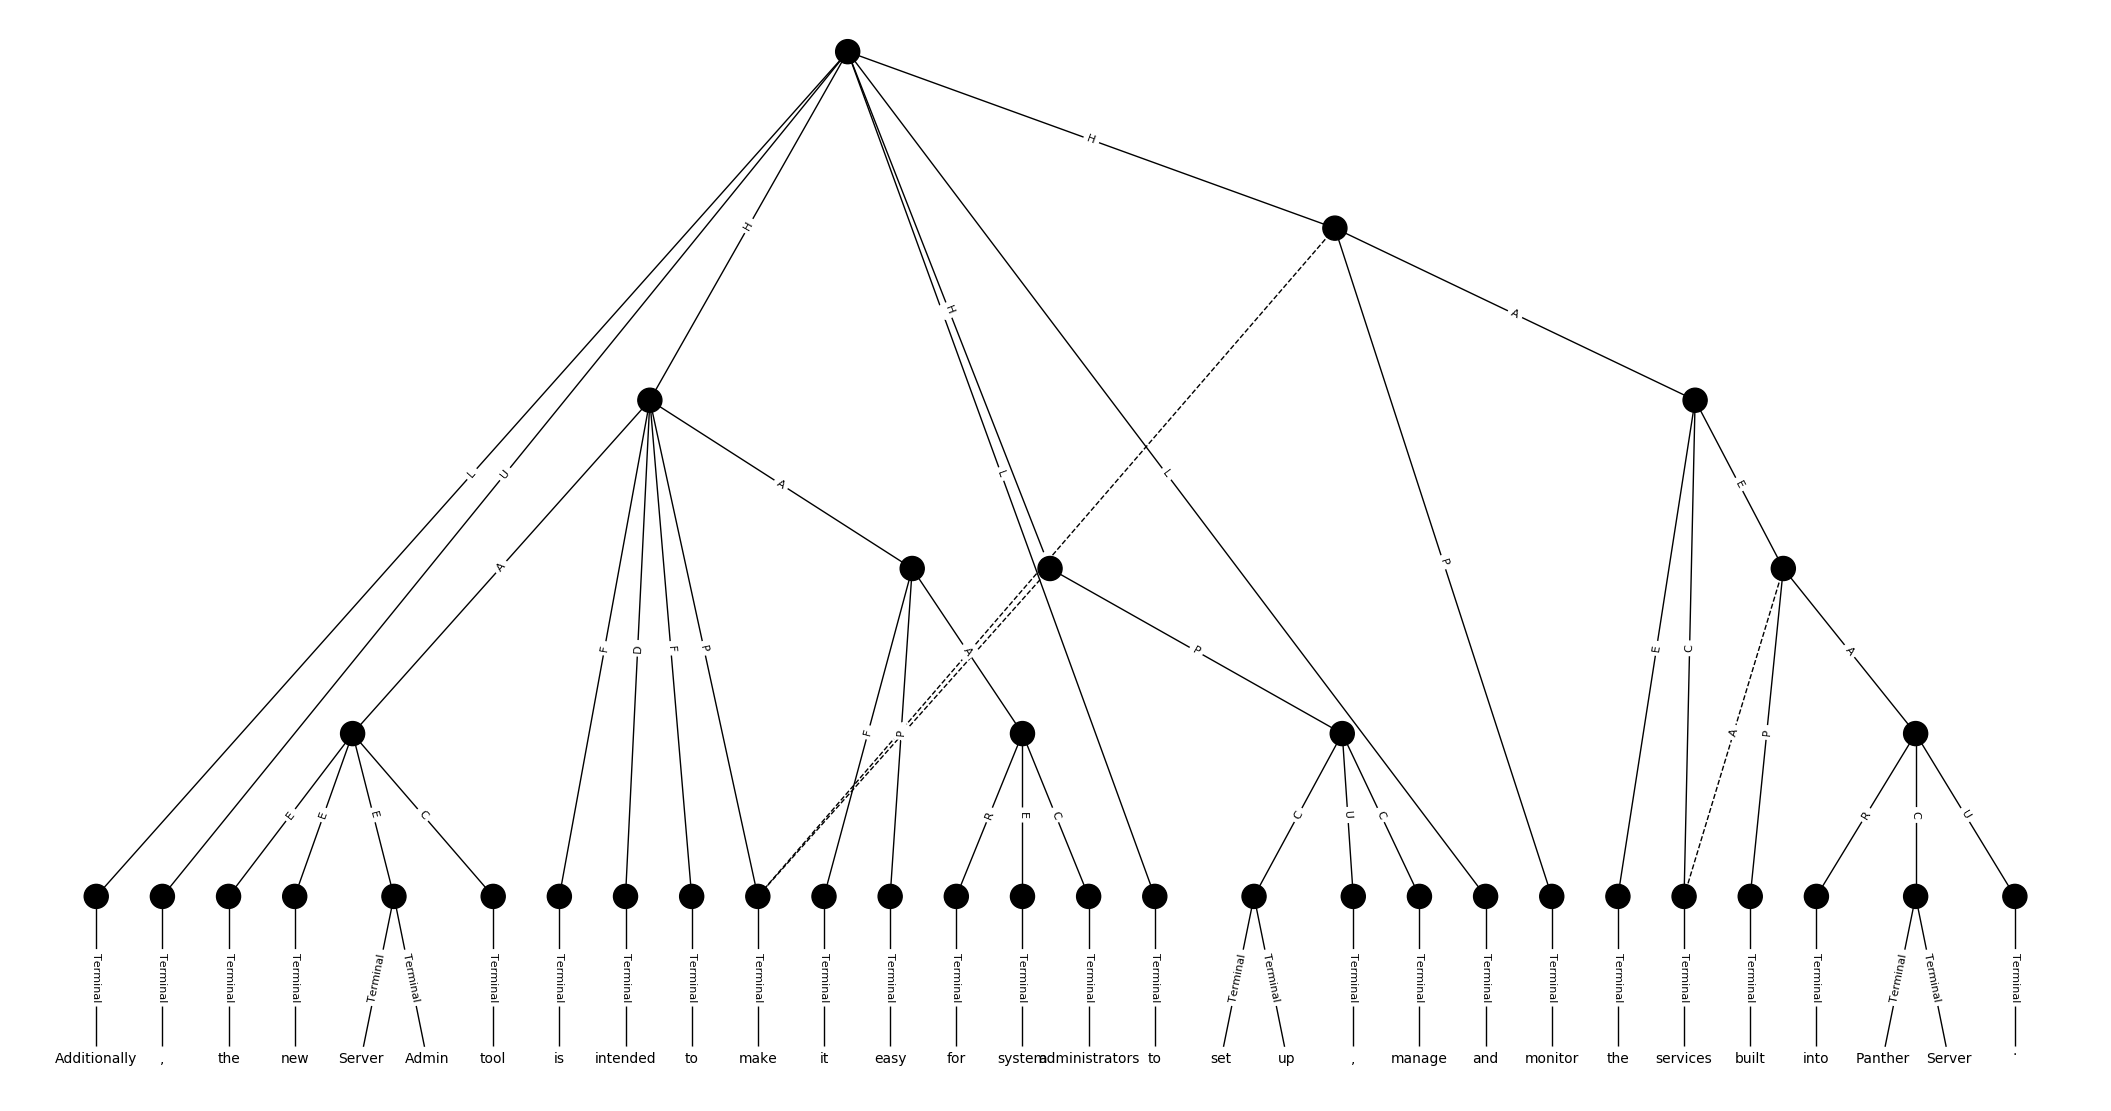 H
H
A
H
L
U
A
L
L
E
A
F
D
F
P
A
P
P
E
C
F
P
A
P
A
E
E
E
C
R
E
C
C
U
C
R
C
U
Terminal Terminal Terminal Terminal Terminal Terminal Terminal Terminal Terminal Terminal Terminal Terminal Terminal Terminal Terminal Terminal Terminal Terminal Terminal Terminal Terminal Terminal Terminal Terminal Terminal Terminal Terminal Terminal Terminal Terminal
Additionally , the new Server Admin tool is intended to make it easy for system administrators to set up , manage and monitor the services built into Panther Server .